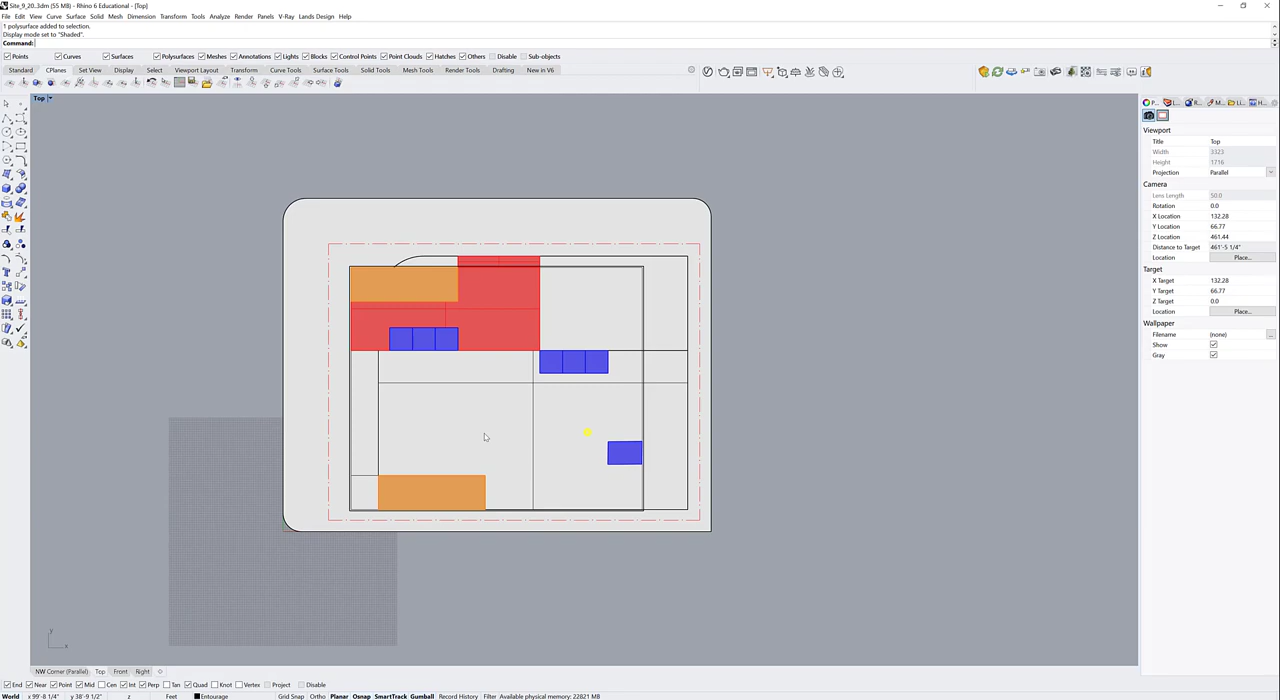 Site_9_20..3dm (55 MB) - Rhino 6 Educational - [Top]
File Edit View Curve Surface Solid Mesh Dimension Transform Tools Analyze Render Panels V-Ray Lands Design Help
1 polysurface added to selection.
Display mode set to "Shaded".
Command:
Points Curves Surfaces Polysurfaces Meshes Annotations Lights Blocks Control Points Point Clouds Hatches Others Disable Sub-objects
Standard CPlanes Set View Display Select Viewport Layout Transform Curve Tools Surface Tools Solid Tools Mesh Tools Render Tools Drafting New in V6
Top
P... L... R... M... Li... H...
Viewport
Title Top
Width 3323
Height 1716
Projection Parallel
Camera
Lens Length 50.0
Rotation 0.0
X Location 132.28
Y Location 66.77
Z Location 461.44
Distance to Target 461'-5 1/4"
Location Place...
Target
X Target 132.28
Y Target 66.77
Z Target 0.0
Location Place...
Wallpaper
Filename (none) ...
Show
Gray
y
x
NW Corner (Parallel) Top Front Right
End Near Point Mid Cen Int Perp Tan Quad Knot Vertex Project Disable
World x 99'-8 1/4" y 38'-9 1/2" z Feet Entourage Grid Snap Ortho Planar Osnap SmartTrack Gumball Record History Filter Available physical memory: 22821 MB